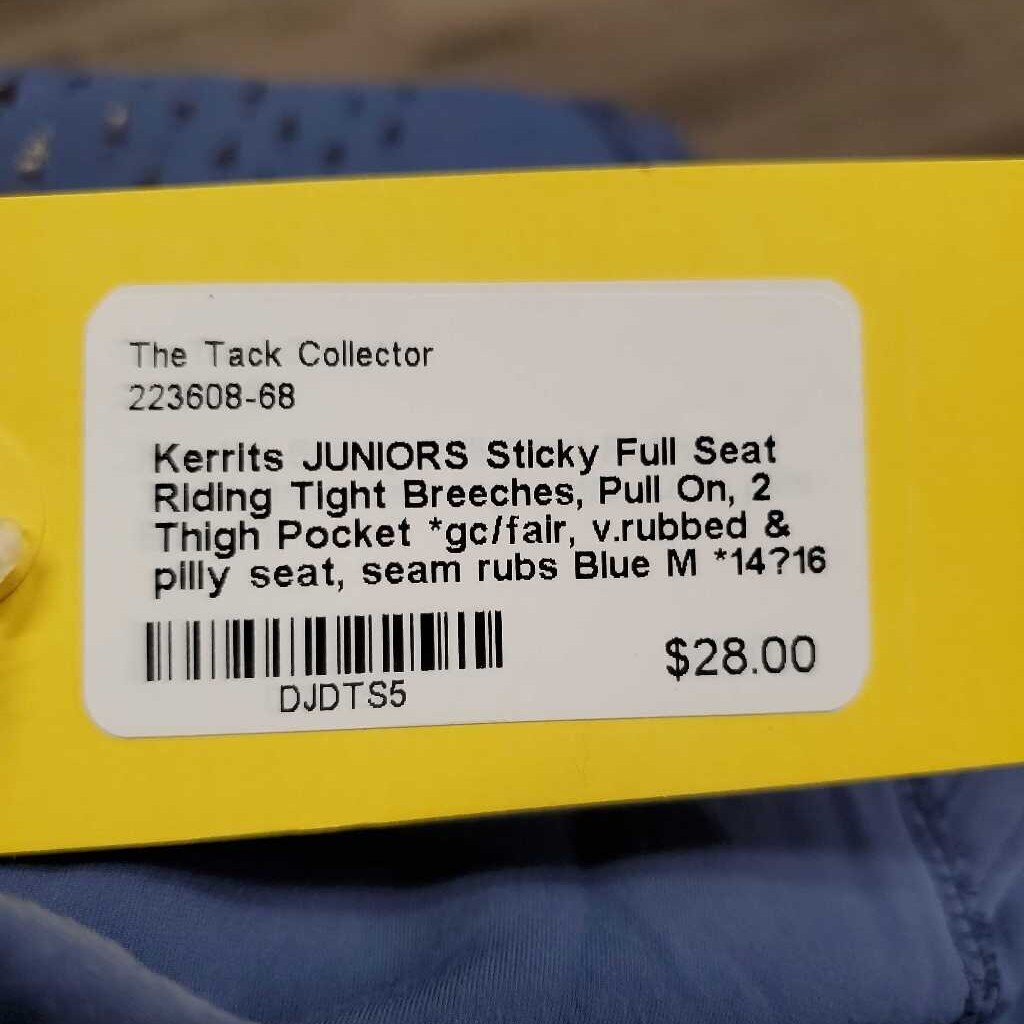 The Tack Collector
223608-68
Kerrits JUNIORS Sticky Full Seat
Riding Tight Breeches, Pull On, 2
Thigh Pocket *gc/fair, v.rubbed &
pilly seat, seam rubs Blue M *14?16
$28.00
DJDTS5